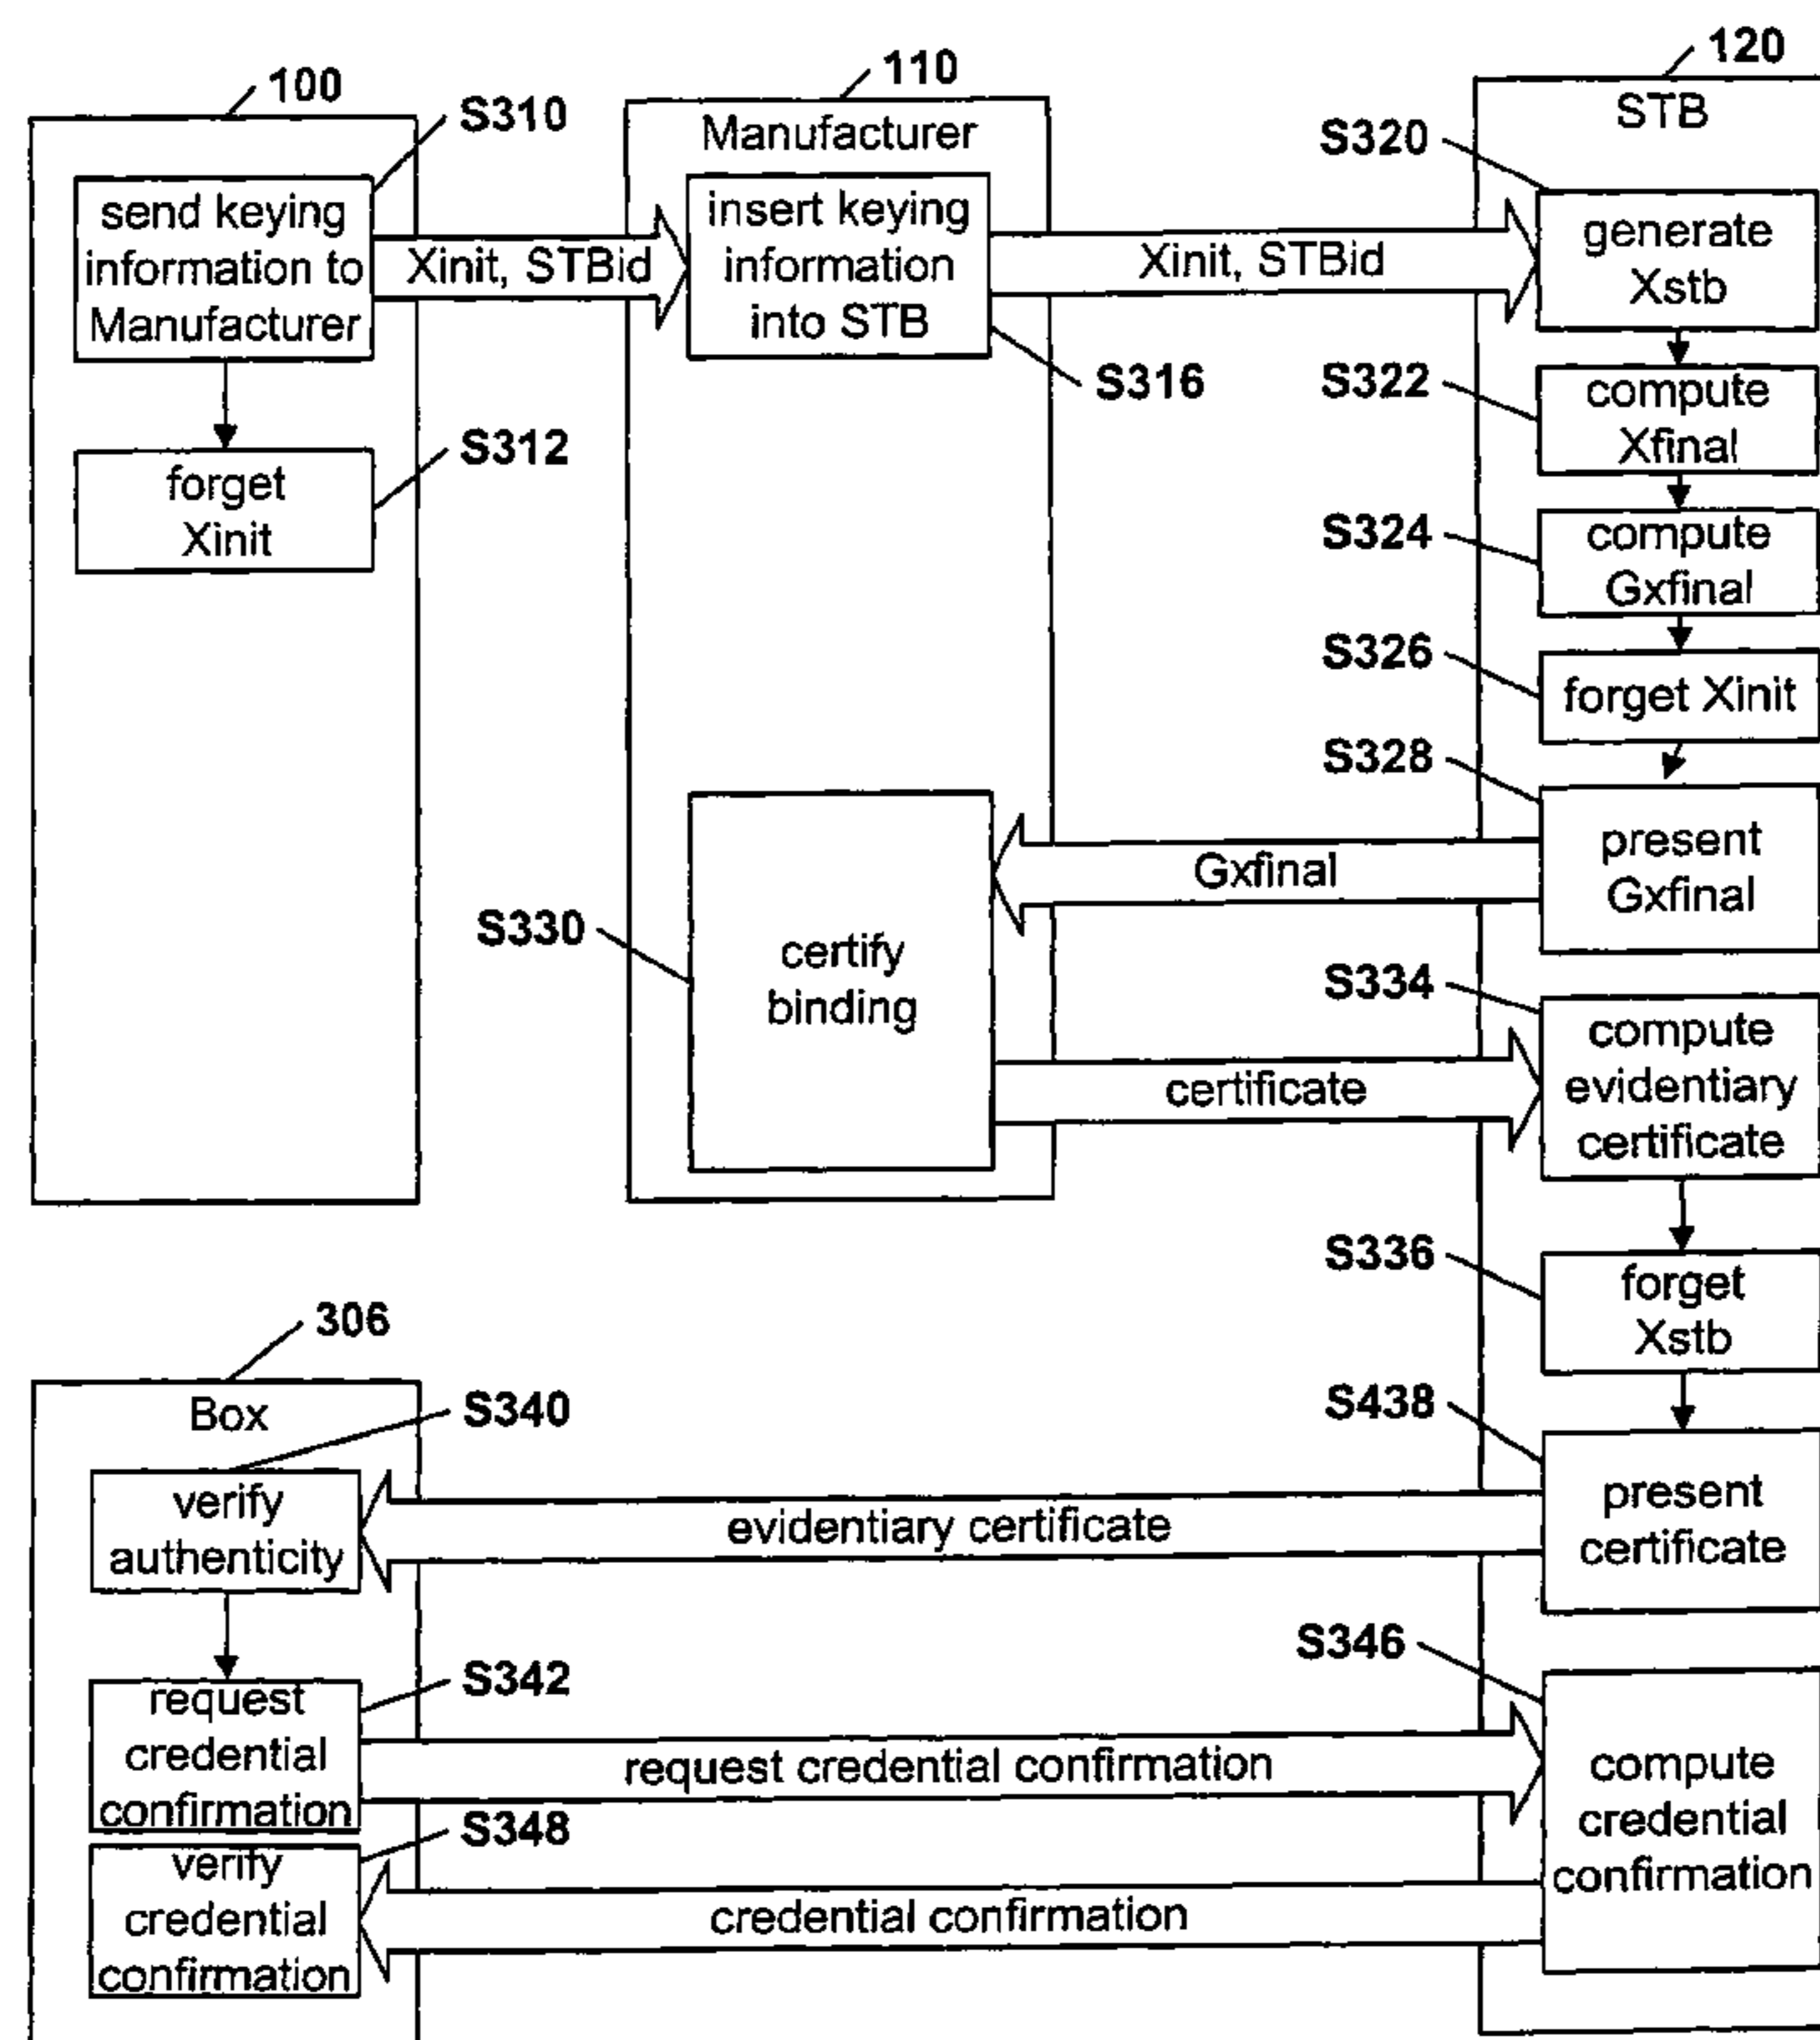 100
S310
send keying
information to
Manufacturer
S312
forget
Xinit
Xinit, STBid
110
Manufacturer
insert keying
information
into STB
S316
Xinit, STBid
120
STB
S320
generate
Xstb
S322
compute
Xfinal
S324
compute
Gxfinal
S326
forget Xinit
S328
present
Gxfinal
Gxfinal
S330
certify
binding
certificate
S334
compute
evidentiary
certificate
S336
forget
Xstb
S438
present
certificate
306
Box
S340
verify
authenticity
evidentiary certificate
S342
request
credential
confirmation
request credential confirmation
S346
compute
credential
confirmation
S348
verify
credential
confirmation
credential confirmation